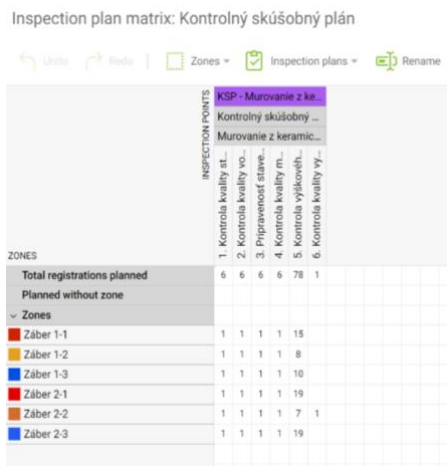 Inspection plan matrix: Kontrolný skúšobný plán
Undo Redo Zones Inspection plans Rename
INSPECTION POINTS
KSP - Murovanie z ke...
Kontrolný skúšobný ...
Murovanie z keramic...
1. Kontrola kvality st...
2. Kontrola kvality vo...
3. Pripravenosť stave...
4. Kontrola kvality m...
5. Kontrola výškovéh...
6. Kontrola kvality vy...
ZONES
Total registrations planned 6 6 6 6 78 1
Planned without zone
Zones
Záber 1-1 1 1 1 1 15
Záber 1-2 1 1 1 1 8
Záber 1-3 1 1 1 1 10
Záber 2-1 1 1 1 1 19
Záber 2-2 1 1 1 1 7 1
Záber 2-3 1 1 1 1 19